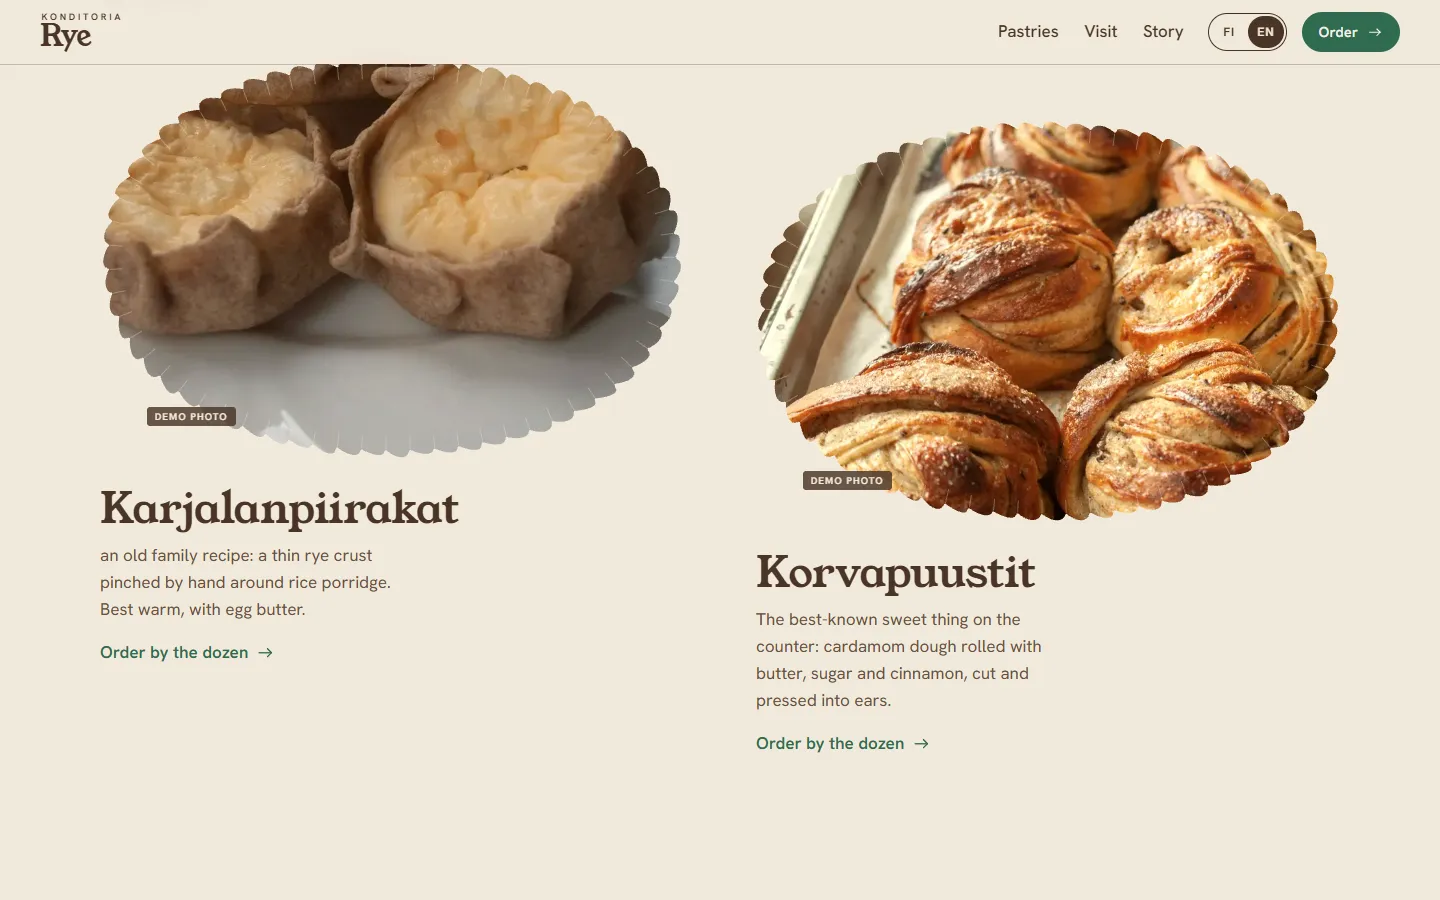 KONDITORIA
Rye
Pastries
Visit
Story
FI
EN
Order →
DEMO PHOTO
Karjalanpiirakat
an old family recipe: a thin rye crust
pinched by hand around rice porridge.
Best warm, with egg butter.
Order by the dozen →
DEMO PHOTO
Korvapuustit
The best-known sweet thing on the
counter: cardamom dough rolled with
butter, sugar and cinnamon, cut and
pressed into ears.
Order by the dozen →